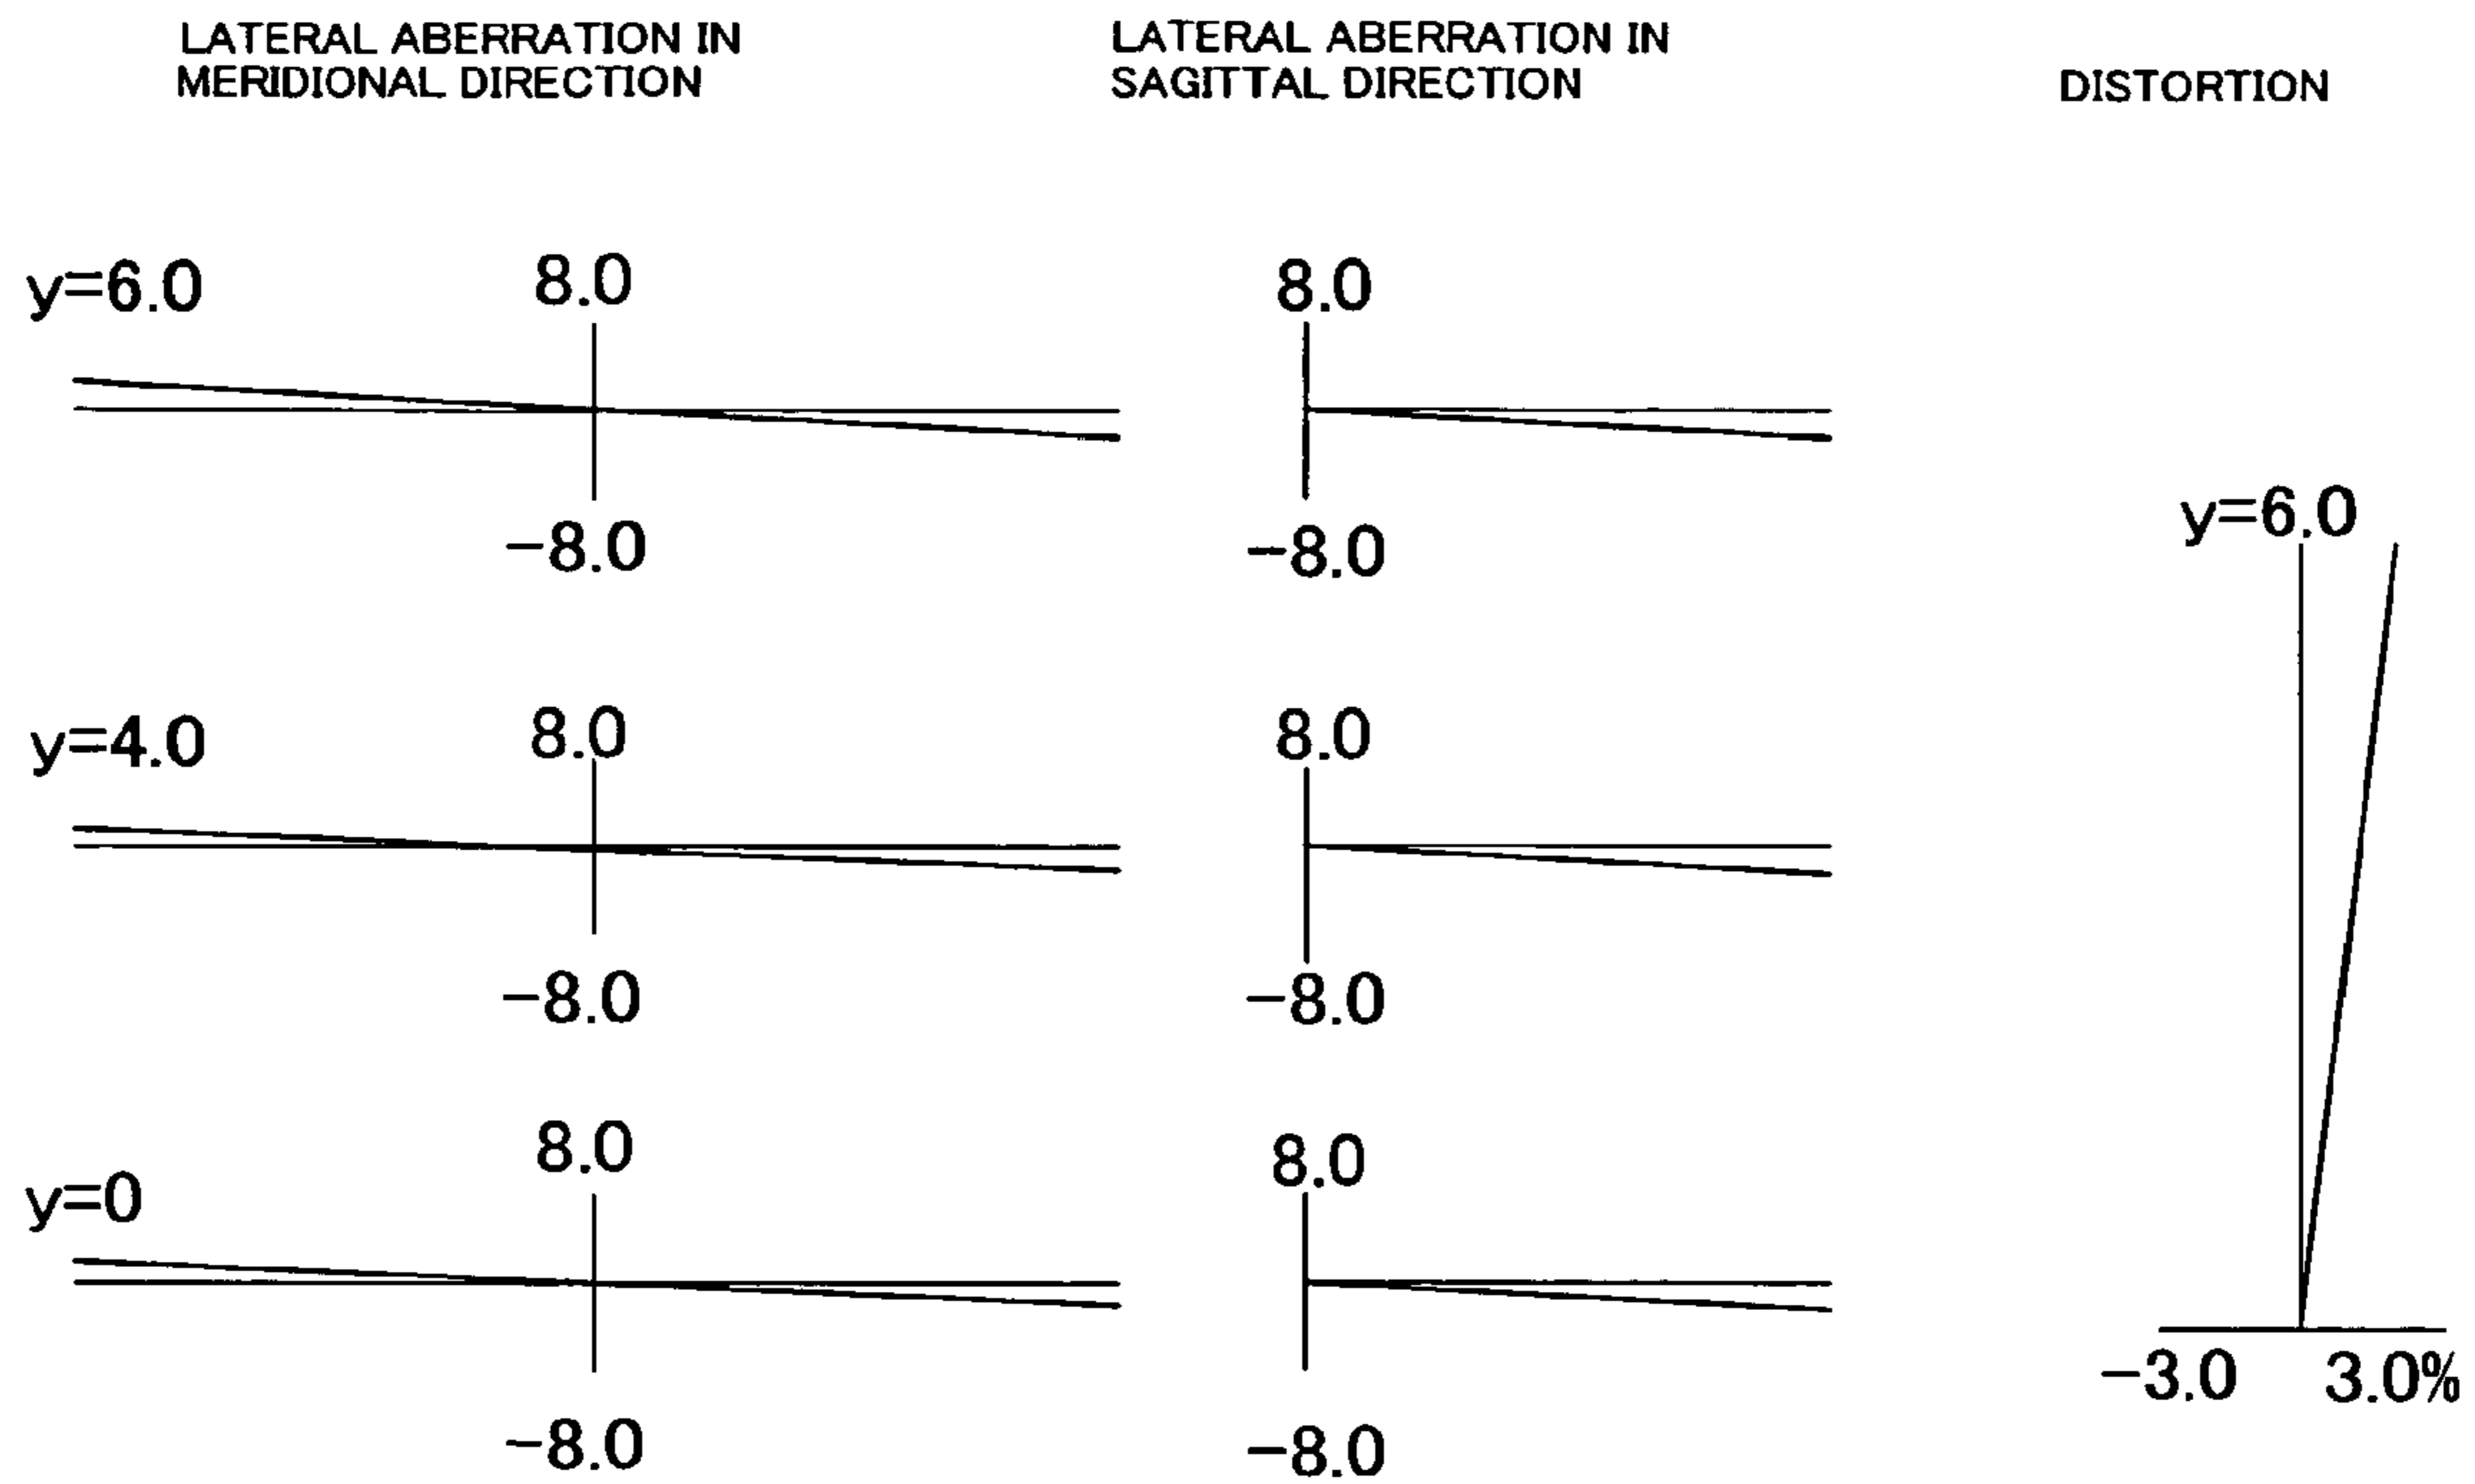 LATERAL ABERRATION IN
MERIDIONAL DIRECTION
LATERAL ABERRATION IN
SAGITTAL DIRECTION
DISTORTION
y=6.0
8.0
−8.0
8.0
−8.0
y=4.0
8.0
−8.0
8.0
−8.0
y=0
8.0
−8.0
8.0
−8.0
y=6.0
−3.0
3.0%